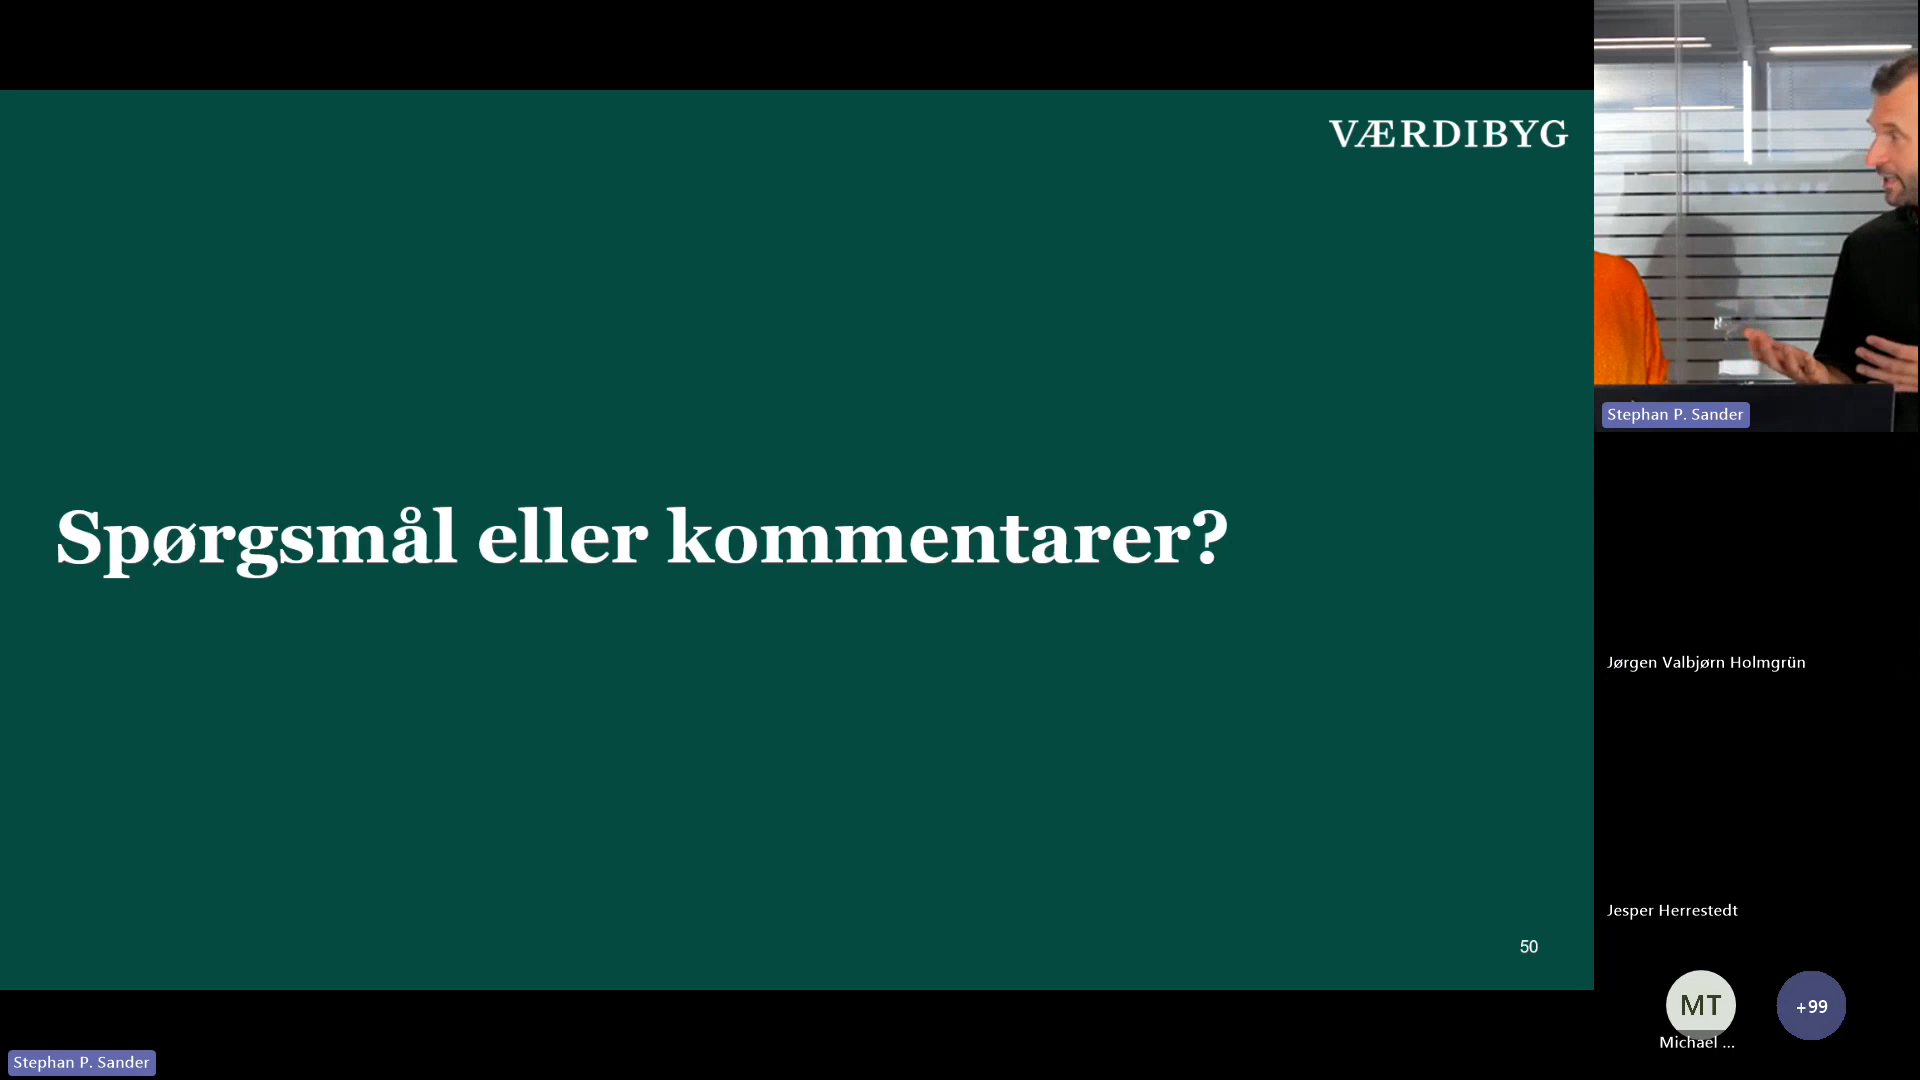 VÆRDIBYG
Spørgsmål eller kommentarer?
50
Stephan P. Sander
Jørgen Valbjørn Holmgrün
Jesper Herrestedt
MT
Michael ...
+99
Stephan P. Sander